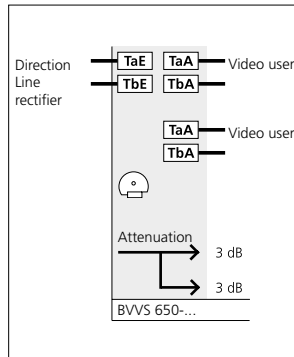 Direction
Line
rectifier
TaE TaA Video user
TbE TbA
TaA Video user
TbA
Attenuation
3 dB
3 dB
BVVS 650-...